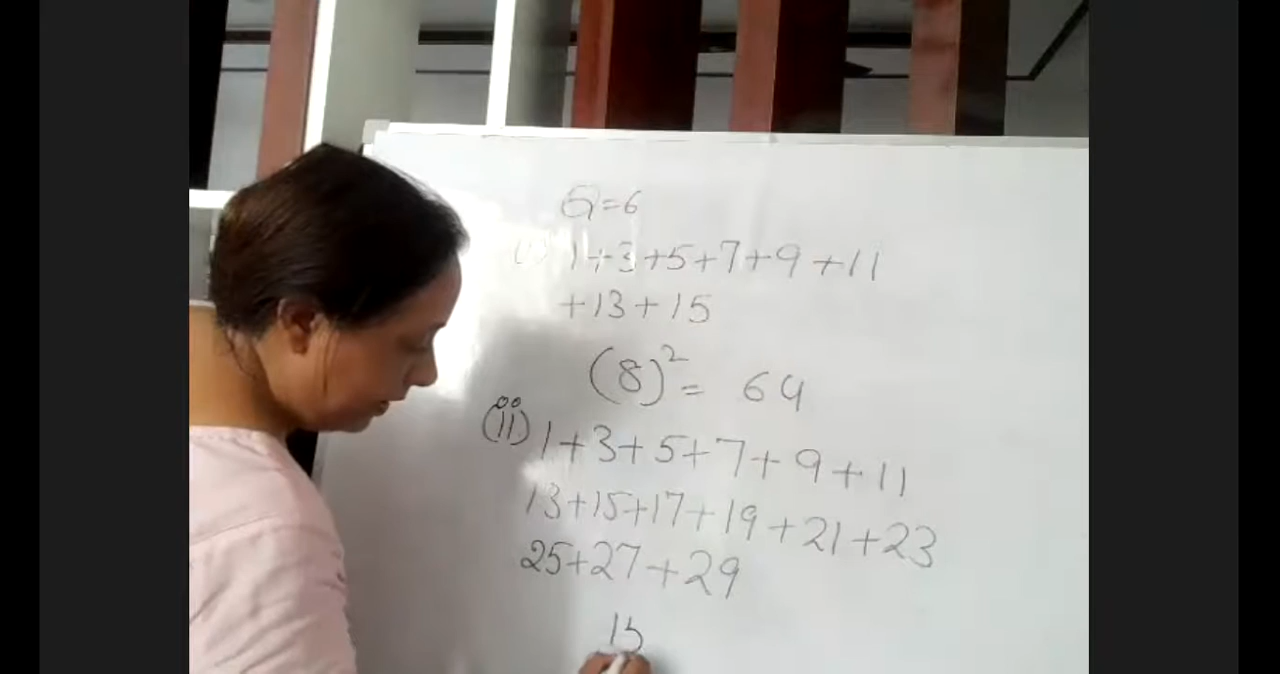 Q=6
(i) 1+3+5+7+9+11
+13+15
(8)²= 64
(ii) 1+3+5+7+9+11
13+15+17+19+21+23
25+27+29
15